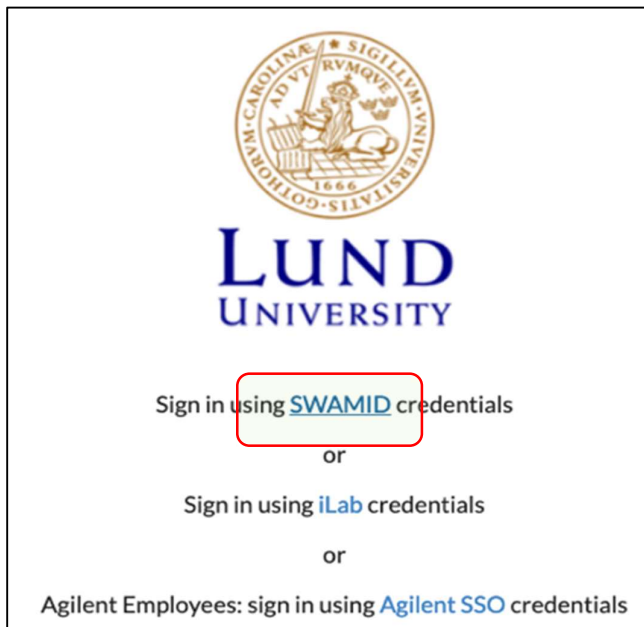 SIGILLVM·VNIVERSITATIS·GOTHORVM·CAROLINÆ
AD VTRVMQVE
1666
LUND
UNIVERSITY
Sign in using SWAMID credentials
or
Sign in using iLab credentials
or
Agilent Employees: sign in using Agilent SSO credentials